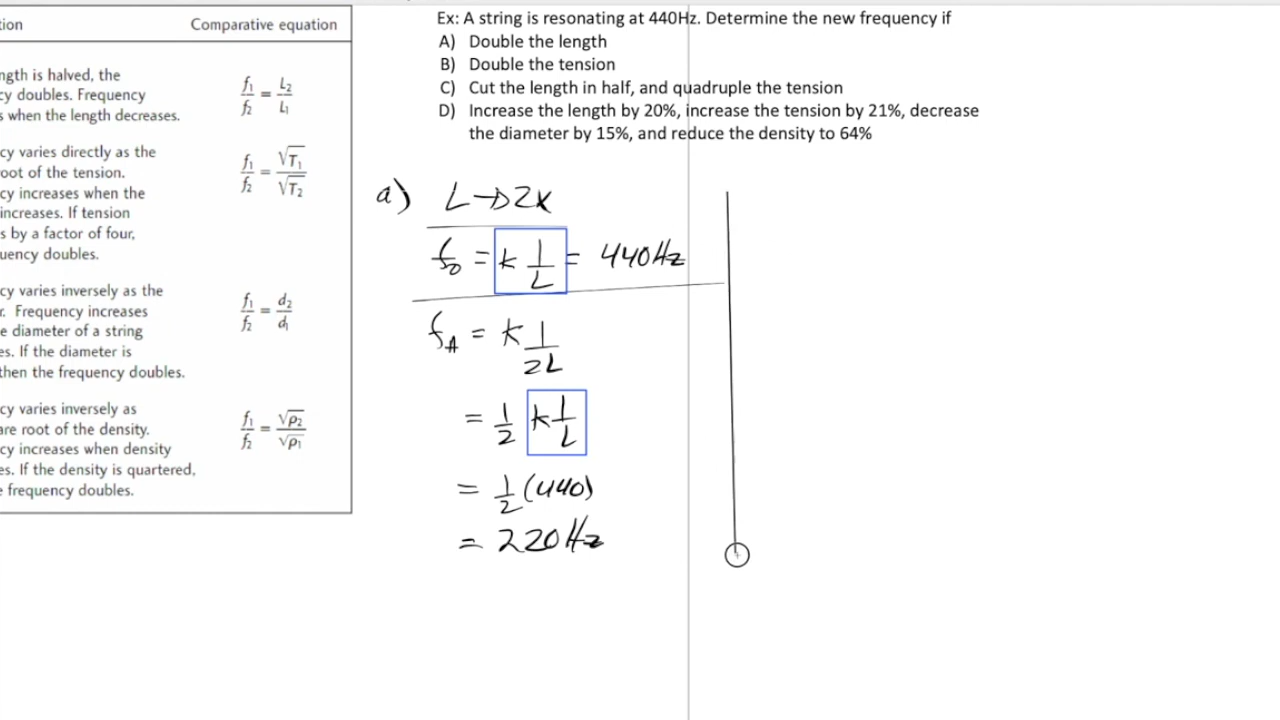 tion Comparative equation
ngth is halved, the
cy doubles. Frequency
s when the length decreases.
f₁/f₂ = L₂/L₁
cy varies directly as the
oot of the tension.
cy increases when the
increases. If tension
s by a factor of four,
uency doubles.
f₁/f₂ = √T₁/√T₂
cy varies inversely as the
r. Frequency increases
e diameter of a string
es. If the diameter is
then the frequency doubles.
f₁/f₂ = d₂/d₁
cy varies inversely as
are root of the density.
cy increases when density
es. If the density is quartered,
e frequency doubles.
f₁/f₂ = √ρ₂/√ρ₁
Ex: A string is resonating at 440Hz. Determine the new frequency if
A) Double the length
B) Double the tension
C) Cut the length in half, and quadruple the tension
D) Increase the length by 20%, increase the tension by 21%, decrease
the diameter by 15%, and reduce the density to 64%
a) L → 2x
f₀ = k 1/L = 440Hz
f_A = k 1/2L
= 1/2 k 1/L
= 1/2 (440)
= 220Hz